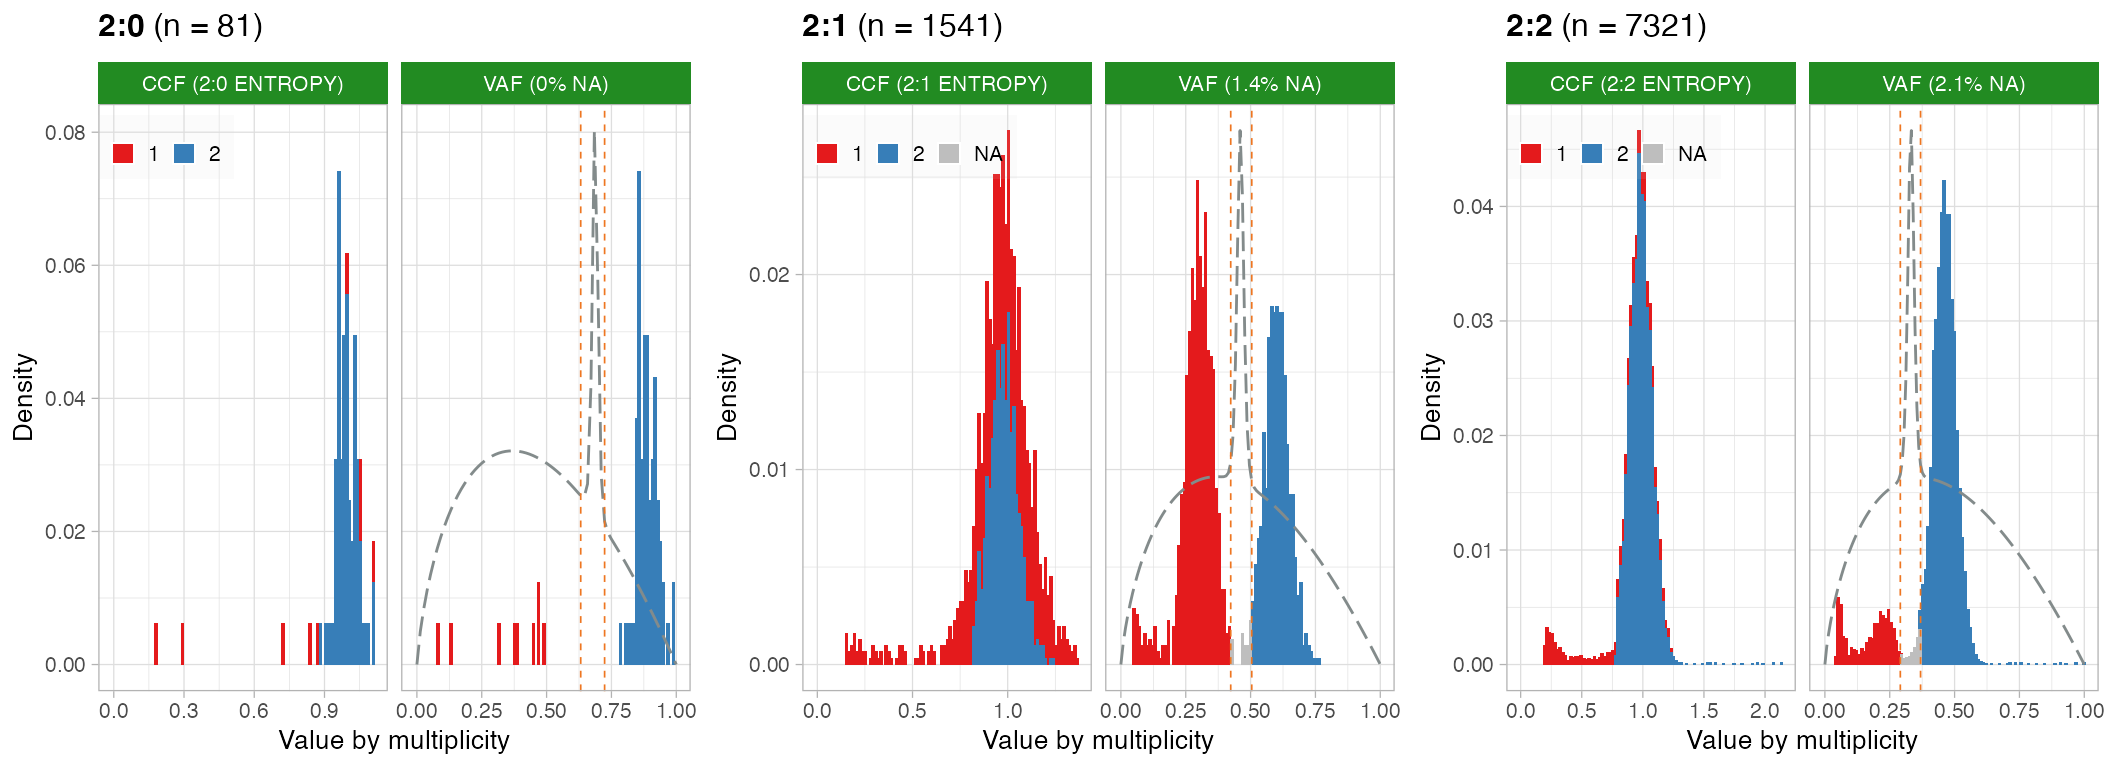 2:0 (n = 81)
CCF (2:0 ENTROPY)
VAF (0% NA)
1 2
0.08
0.06
0.04
0.02
0.00
Density
0.0 0.3 0.6 0.9
0.00 0.25 0.50 0.75 1.00
Value by multiplicity
2:1 (n = 1541)
CCF (2:1 ENTROPY)
VAF (1.4% NA)
1 2 NA
0.02
0.01
0.00
Density
0.0 0.5 1.0
0.00 0.25 0.50 0.75 1.00
Value by multiplicity
2:2 (n = 7321)
CCF (2:2 ENTROPY)
VAF (2.1% NA)
1 2 NA
0.04
0.03
0.02
0.01
0.00
Density
0.0 0.5 1.0 1.5 2.0
0.00 0.25 0.50 0.75 1.00
Value by multiplicity